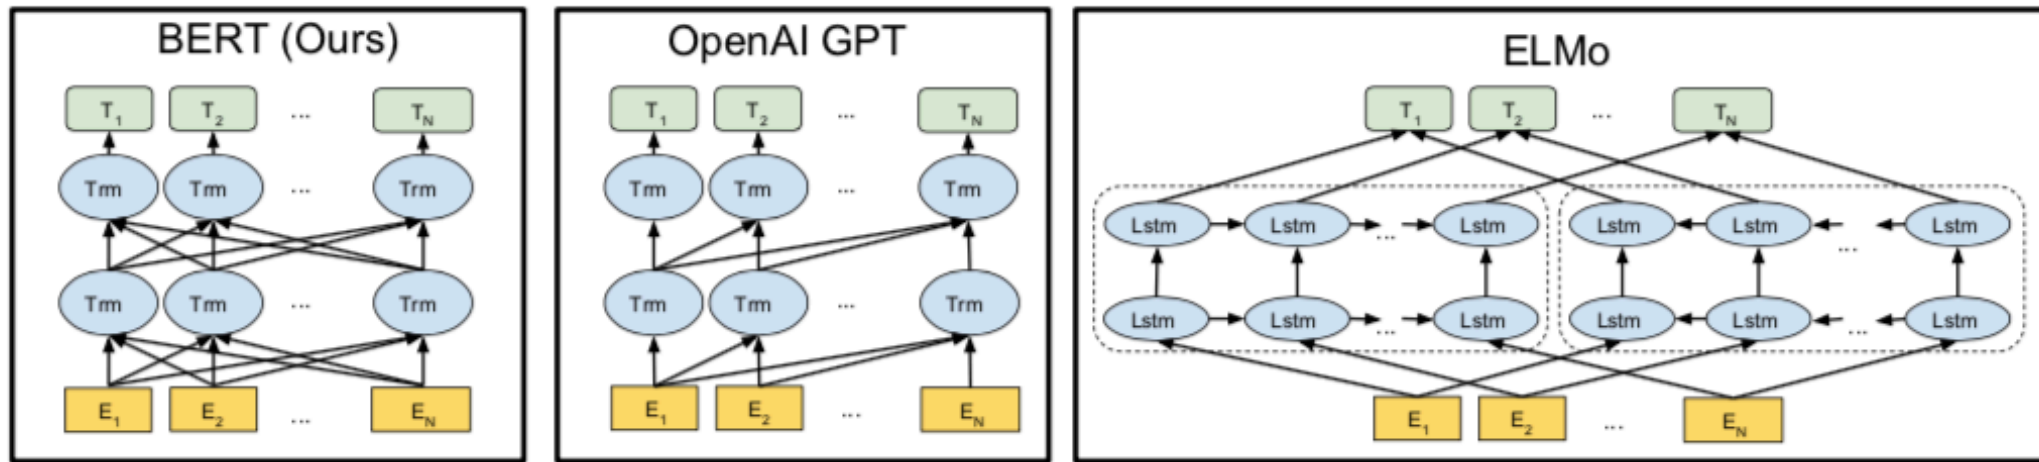 BERT (Ours)
T1 T2 ... TN
Trm Trm ... Trm
Trm Trm ... Trm
E1 E2 ... EN
OpenAI GPT
T1 T2 ... TN
Trm Trm ... Trm
Trm Trm ... Trm
E1 E2 ... EN
ELMo
T1 T2 ... TN
Lstm Lstm ... Lstm Lstm Lstm ... Lstm
Lstm Lstm ... Lstm Lstm Lstm ... Lstm
E1 E2 ... EN